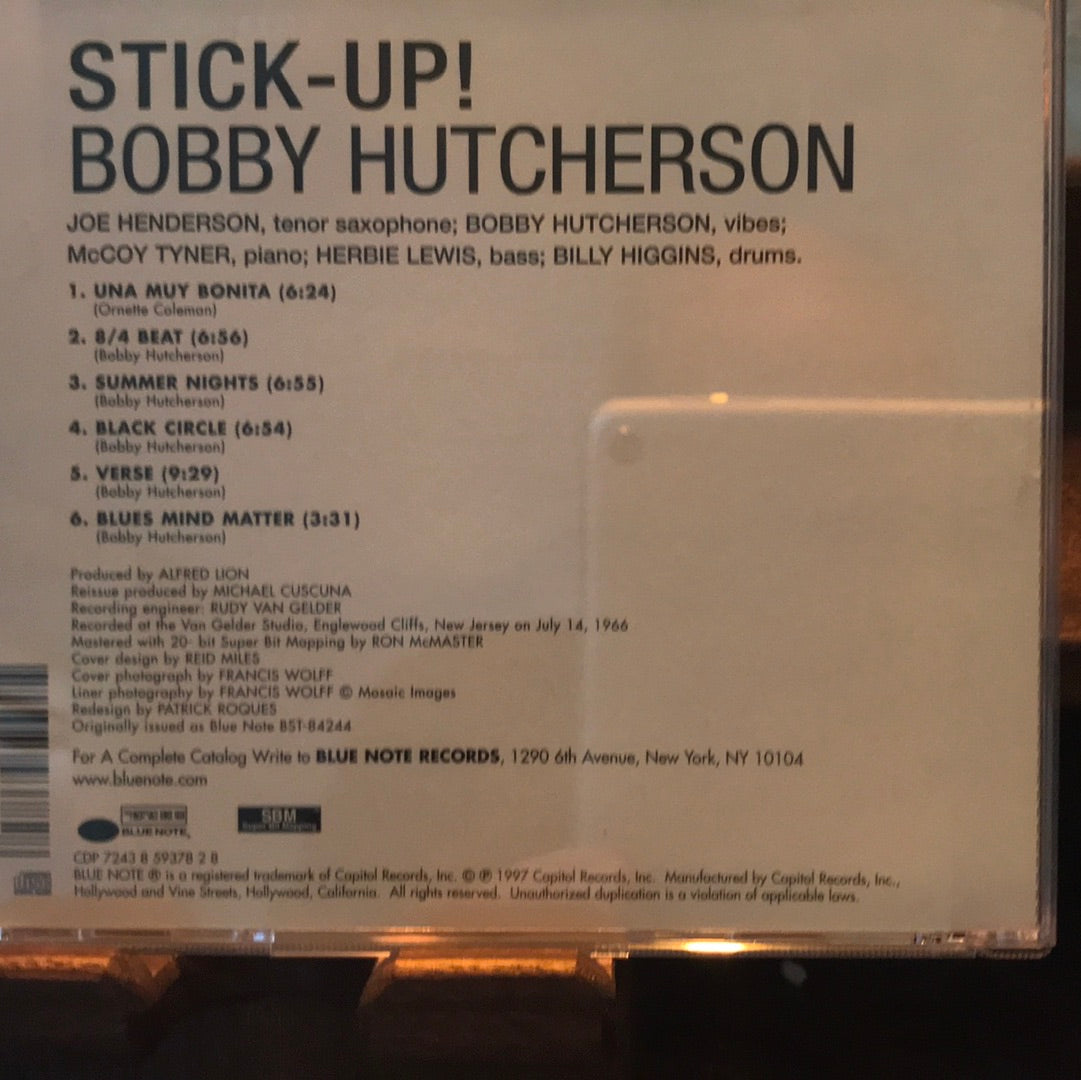 STICK-UP!
BOBBY HUTCHERSON
JOE HENDERSON, tenor saxophone; BOBBY HUTCHERSON, vibes;
McCOY TYNER, piano; HERBIE LEWIS, bass; BILLY HIGGINS, drums.
1. UNA MUY BONITA (6:24)
(Ornette Coleman)
2. 8/4 BEAT (6:56)
(Bobby Hutcherson)
3. SUMMER NIGHTS (6:55)
(Bobby Hutcherson)
4. BLACK CIRCLE (6:54)
(Bobby Hutcherson)
5. VERSE (9:29)
(Bobby Hutcherson)
6. BLUES MIND MATTER (3:31)
(Bobby Hutcherson)
Produced by ALFRED LION
Reissue produced by MICHAEL CUSCUNA
Recording engineer: RUDY VAN GELDER
Recorded at the Van Gelder Studio, Englewood Cliffs, New Jersey on July 14, 1966
Mastered with 20- bit Super Bit Mapping by RON McMASTER
Cover design by REID MILES
Cover photograph by FRANCIS WOLFF
Liner photography by FRANCIS WOLFF © Mosaic Images
Redesign by PATRICK ROQUES
Originally issued as Blue Note BST-84244
For A Complete Catalog Write to BLUE NOTE RECORDS, 1290 6th Avenue, New York, NY 10104
www.bluenote.com
SBM
Super Bit Mapping
BLUE NOTE
CDP 7243 8 59378 2 8
BLUE NOTE ® is a registered trademark of Capitol Records, Inc. © ℗ 1997 Capitol Records, Inc. Manufactured by Capitol Records, Inc.,
Hollywood and Vine Streets, Hollywood, California. All rights reserved. Unauthorized duplication is a violation of applicable laws.